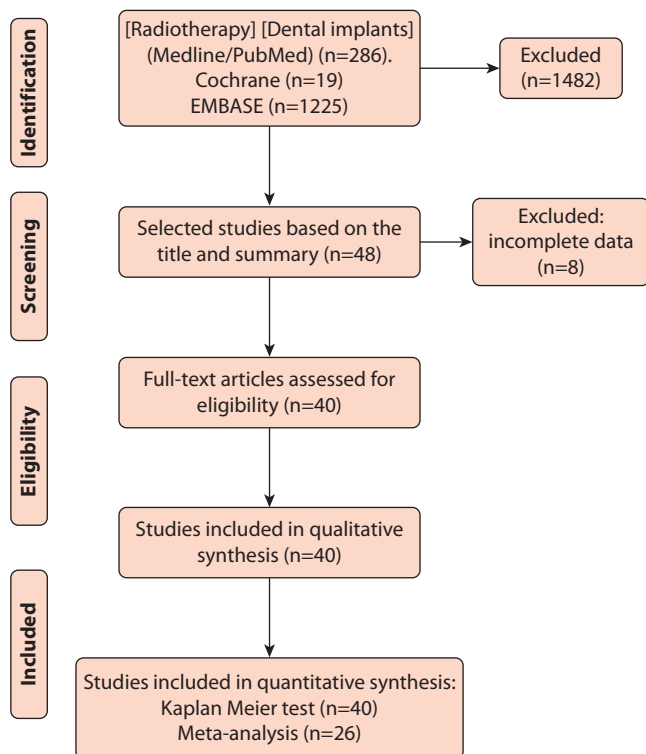 Identification
[Radiotherapy] [Dental implants]
(Medline/PubMed) (n=286).
Cochrane (n=19)
EMBASE (n=1225)
Excluded
(n=1482)
Screening
Selected studies based on the
title and summary (n=48)
Excluded:
incomplete data
(n=8)
Eligibility
Full-text articles assessed for
eligibility (n=40)
Studies included in qualitative
synthesis (n=40)
Included
Studies included in quantitative synthesis:
Kaplan Meier test (n=40)
Meta-analysis (n=26)